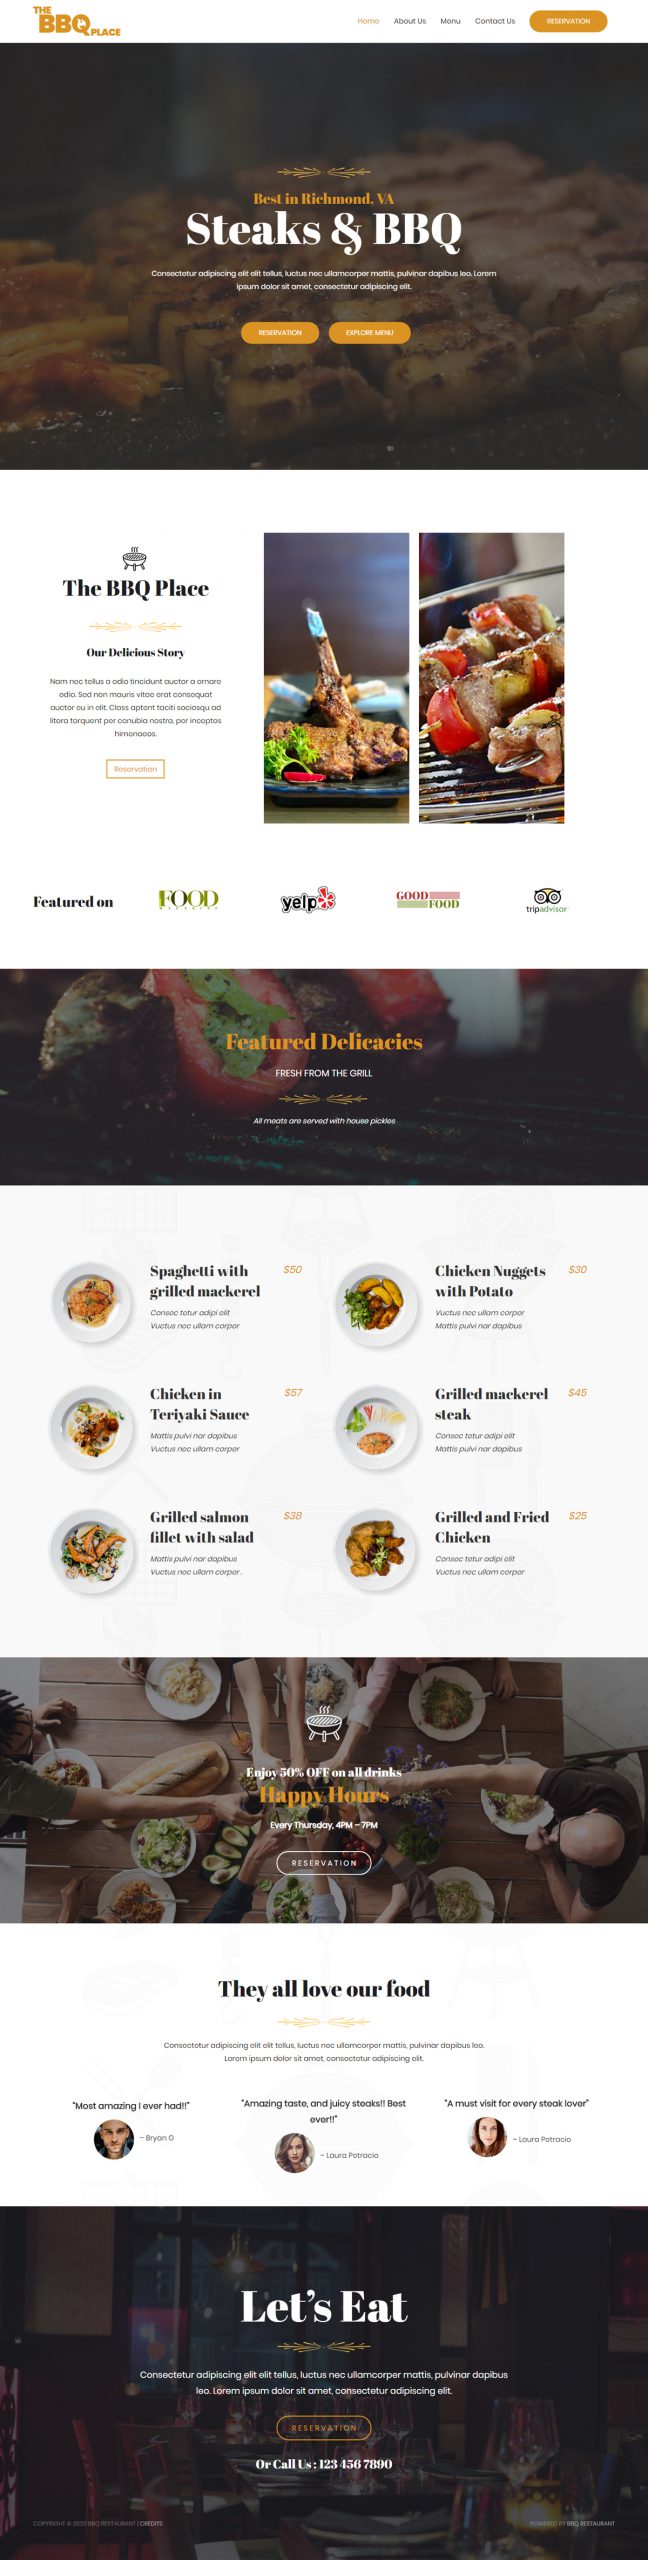 THE
BBQ
PLACE
Home About Us Menu Contact Us RESERVATION
Best in Richmond, VA
Steaks & BBQ
Consectetur adipiscing elit elit tellus, luctus nec ullamcorper mattis, pulvinar dapibus leo. Lorem
ipsum dolor sit amet, consectetur adipiscing elit.
RESERVATION EXPLORE MENU
The BBQ Place
Our Delicious Story
Nam nec tellus a odio tincidunt auctor a ornare
odio. Sed non mauris vitae erat consequat
auctor eu in elit. Class aptent taciti sociosqu ad
litora torquent per conubia nostra, per inceptos
himenaeos.
Reservation
Featured on
FOOD
MAGAZINE
yelp
GOOD
FOOD
tripadvisor
Featured Delicacies
FRESH FROM THE GRILL
All meats are served with house pickles
Spaghetti with
grilled mackerel
$50
Consec tetur adipi elit
Vuctus nec ullam corper
Chicken Nuggets
with Potato
$30
Vuctus nec ullam corper
Mattis pulvi nar dapibus
Chicken in
Teriyaki Sauce
$57
Mattis pulvi nar dapibus
Vuctus nec ullam corper
Grilled mackerel
steak
$45
Consec tetur adipi elit
Mattis pulvi nar dapibus
Grilled salmon
fillet with salad
$38
Mattis pulvi nar dapibus
Vuctus nec ullam corper .
Grilled and Fried
Chicken
$25
Consec tetur adipi elit
Vuctus nec ullam corper
Enjoy 50% OFF on all drinks
Happy Hours
Every Thursday, 4PM – 7PM
RESERVATION
They all love our food
Consectetur adipiscing elit elit tellus, luctus nec ullamcorper mattis, pulvinar dapibus leo.
Lorem ipsum dolor sit amet, consectetur adipiscing elit.
"Most amazing I ever had!!"
– Bryan G
"Amazing taste, and juicy steaks!! Best
ever!!"
– Laura Petracio
"A must visit for every steak lover"
– Laura Petracio
Let's Eat
Consectetur adipiscing elit elit tellus, luctus nec ullamcorper mattis, pulvinar dapibus
leo. Lorem ipsum dolor sit amet, consectetur adipiscing elit.
RESERVATION
Or Call Us : 123 456 7890
COPYRIGHT © 2020 BBQ RESTAURANT | CREDITS
POWERED BY BBQ RESTAURANT